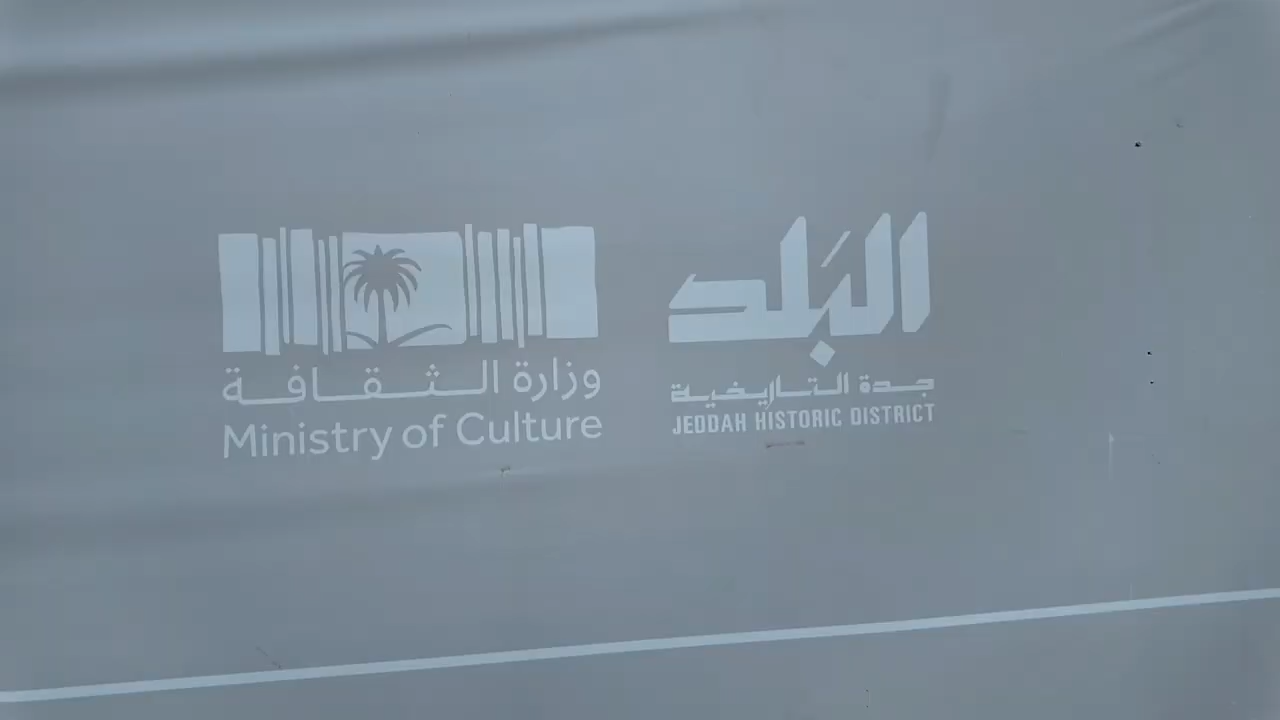 وزارة الثقافة
Ministry of Culture
البلد
جدة التاريخية
JEDDAH HISTORIC DISTRICT